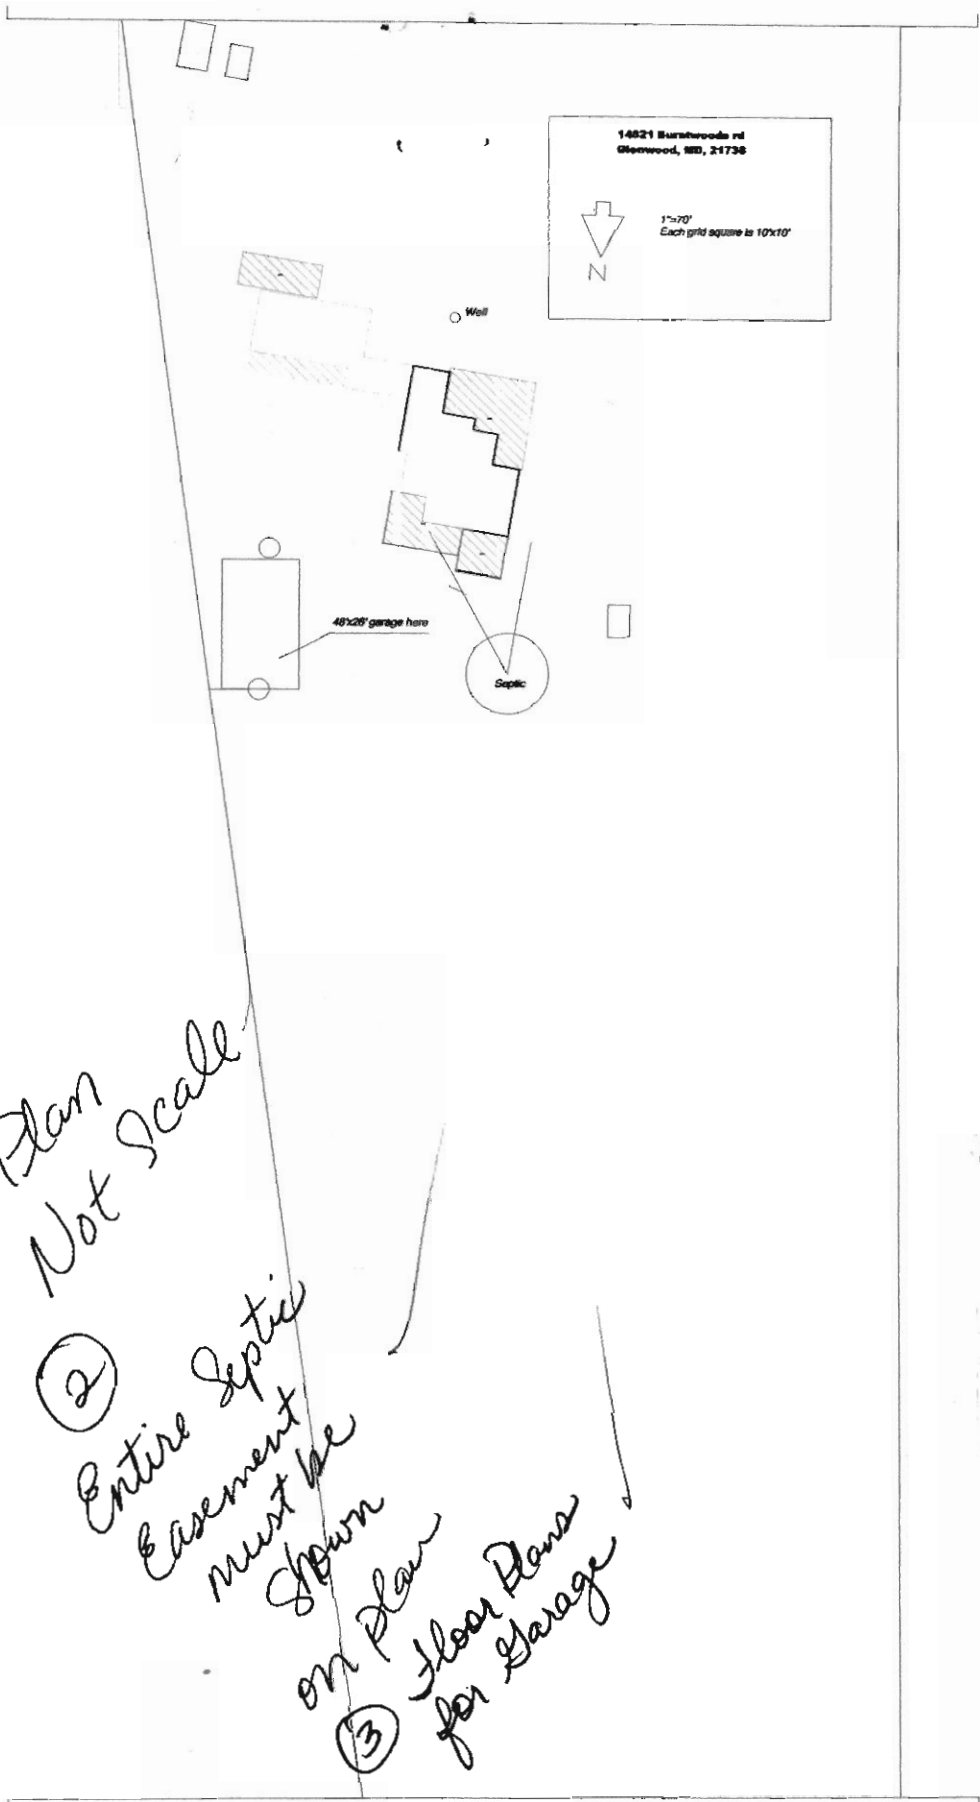 14821 Burntwoods rd
Glenwood, MD, 21738
1"=70'
Each grid square is 10'x10'
N
Well
48'x28' garage here
Septic
Plan
Not Scale
2
Entire Septic
Easement
must be
Shown
on plan
3 Floor Plans
for Garage